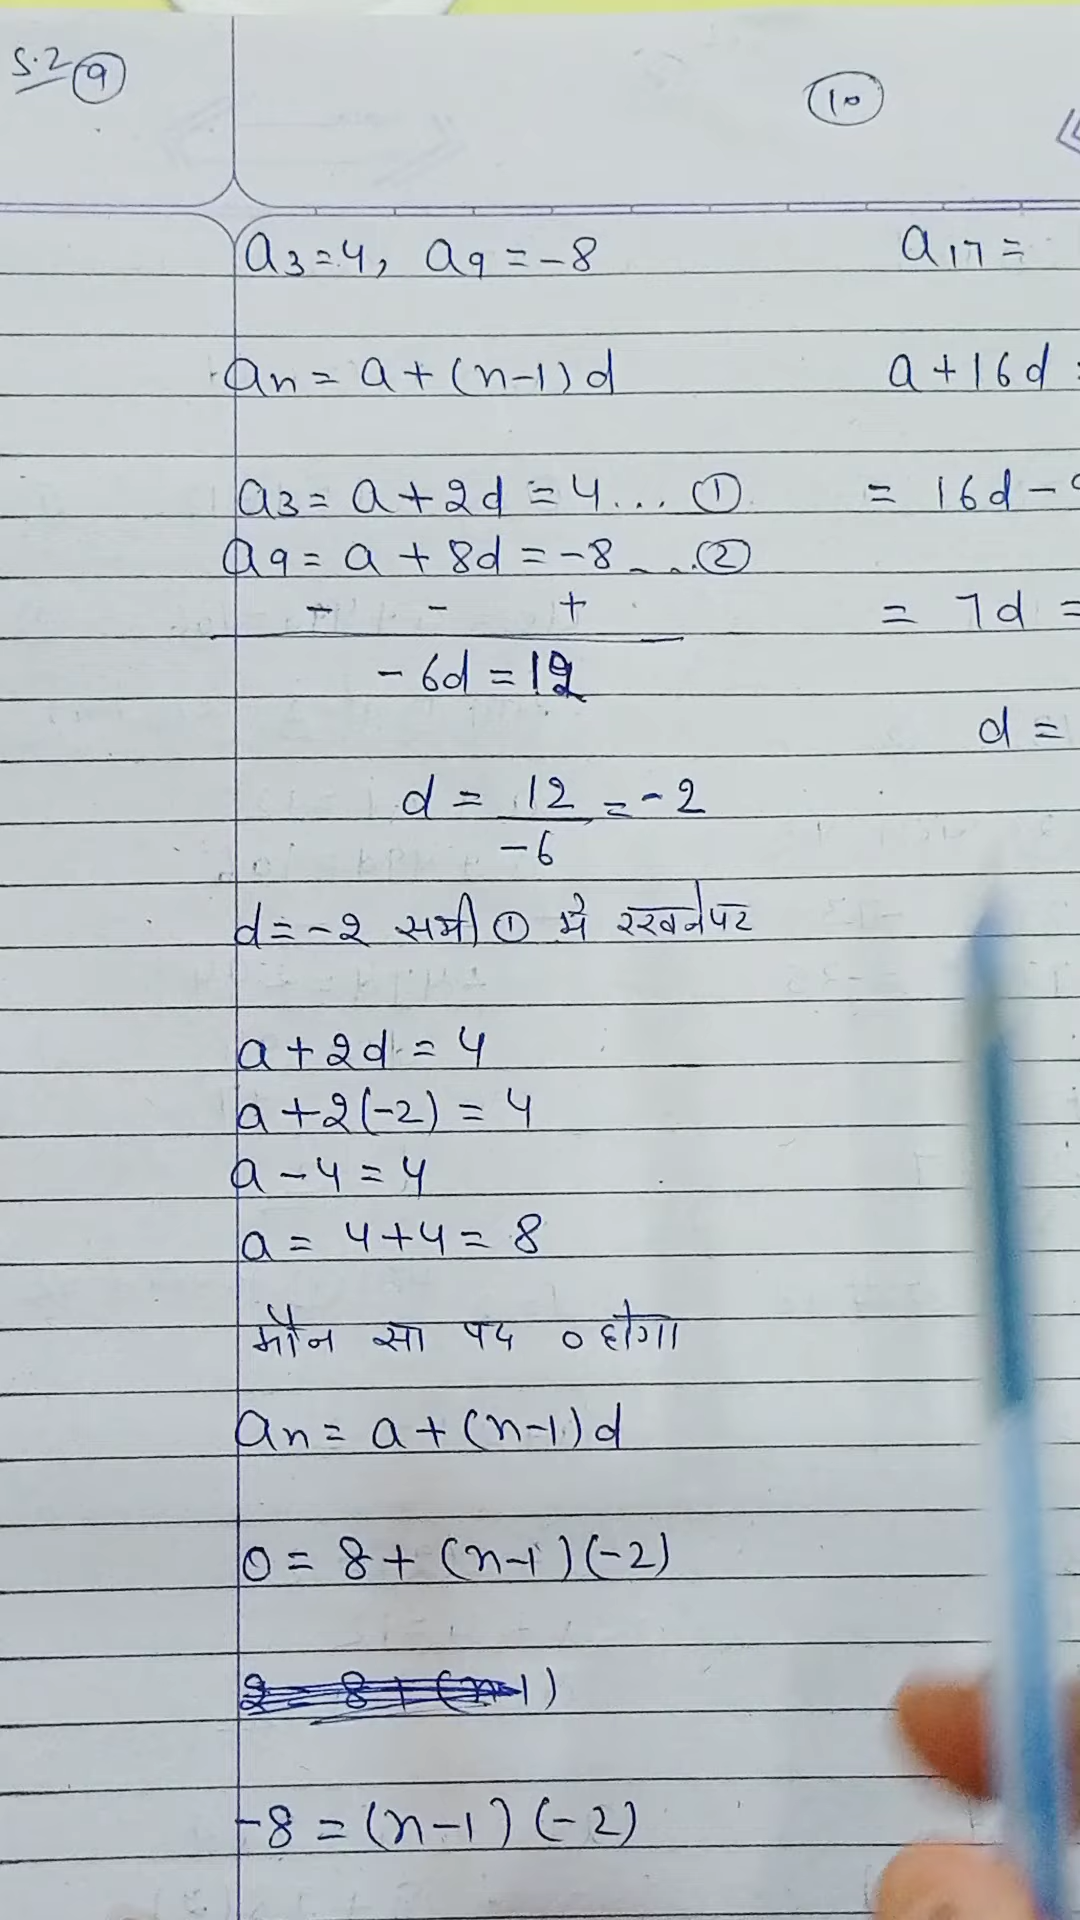 5.2 (9)
a3 = 4, a9 = -8
an = a + (n-1) d
a3 = a + 2d = 4 ... ①
a9 = a + 8d = -8 ... ②
- - +
-6d = 12
d = 12/-6 = -2
d = -2 समी ① में रखने पर
a + 2d = 4
a + 2(-2) = 4
a - 4 = 4
a = 4 + 4 = 8
कौन सा पद 0 होगा
an = a + (n-1) d
0 = 8 + (n-1) (-2)
-8 = (n-1) (-2)
(10)
a17 =
a + 16d =
= 16d -
= 7d =
d =